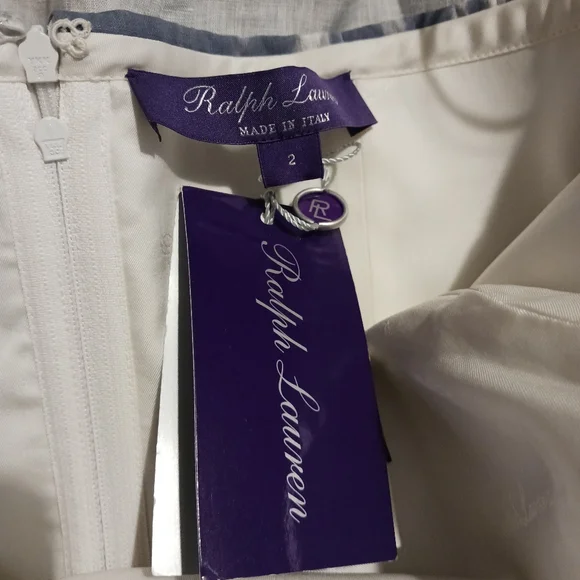 Ralph Lauren
MADE IN ITALY
2
RL
Ralph Lauren